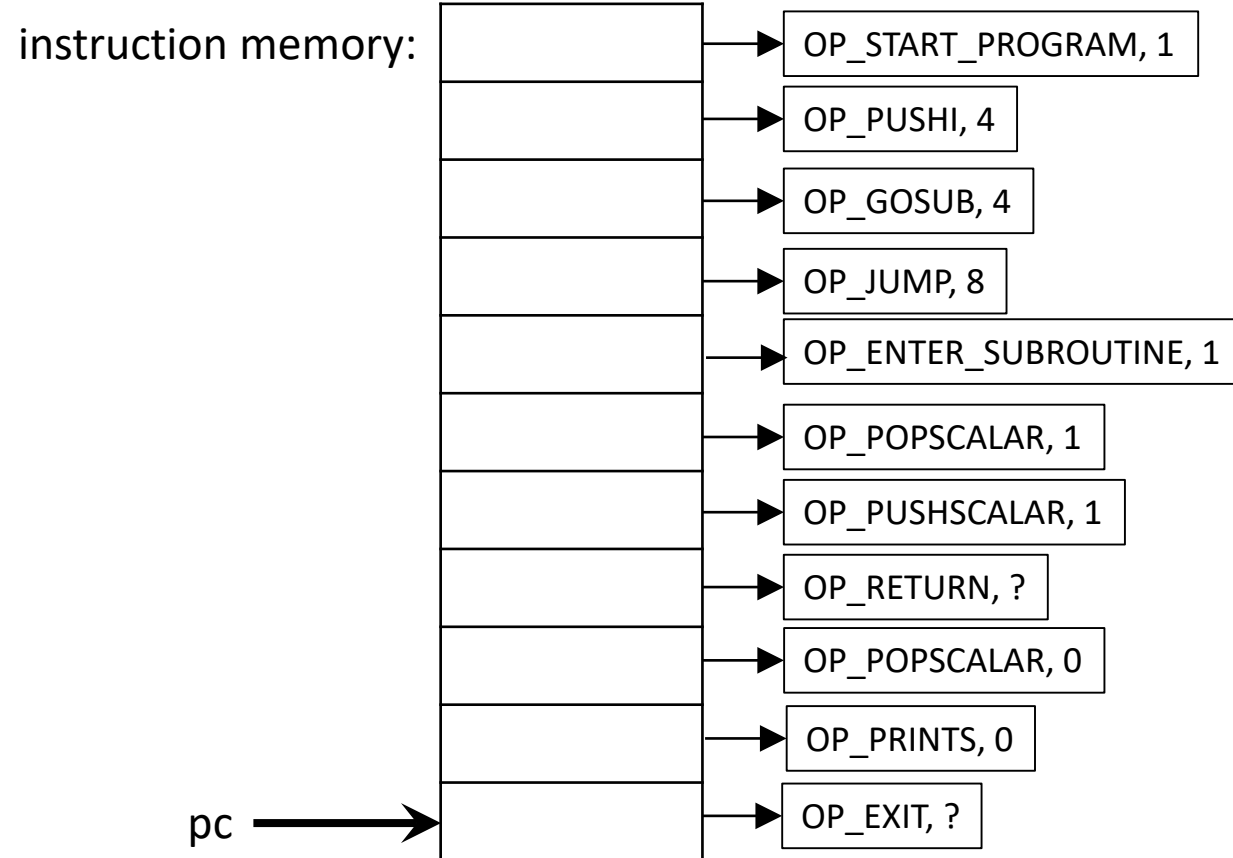 instruction memory:
OP_START_PROGRAM, 1
OP_PUSHI, 4
OP_GOSUB, 4
OP_JUMP, 8
OP_ENTER_SUBROUTINE, 1
OP_POPSCALAR, 1
OP_PUSHSCALAR, 1
OP_RETURN, ?
OP_POPSCALAR, 0
OP_PRINTS, 0
pc
OP_EXIT, ?